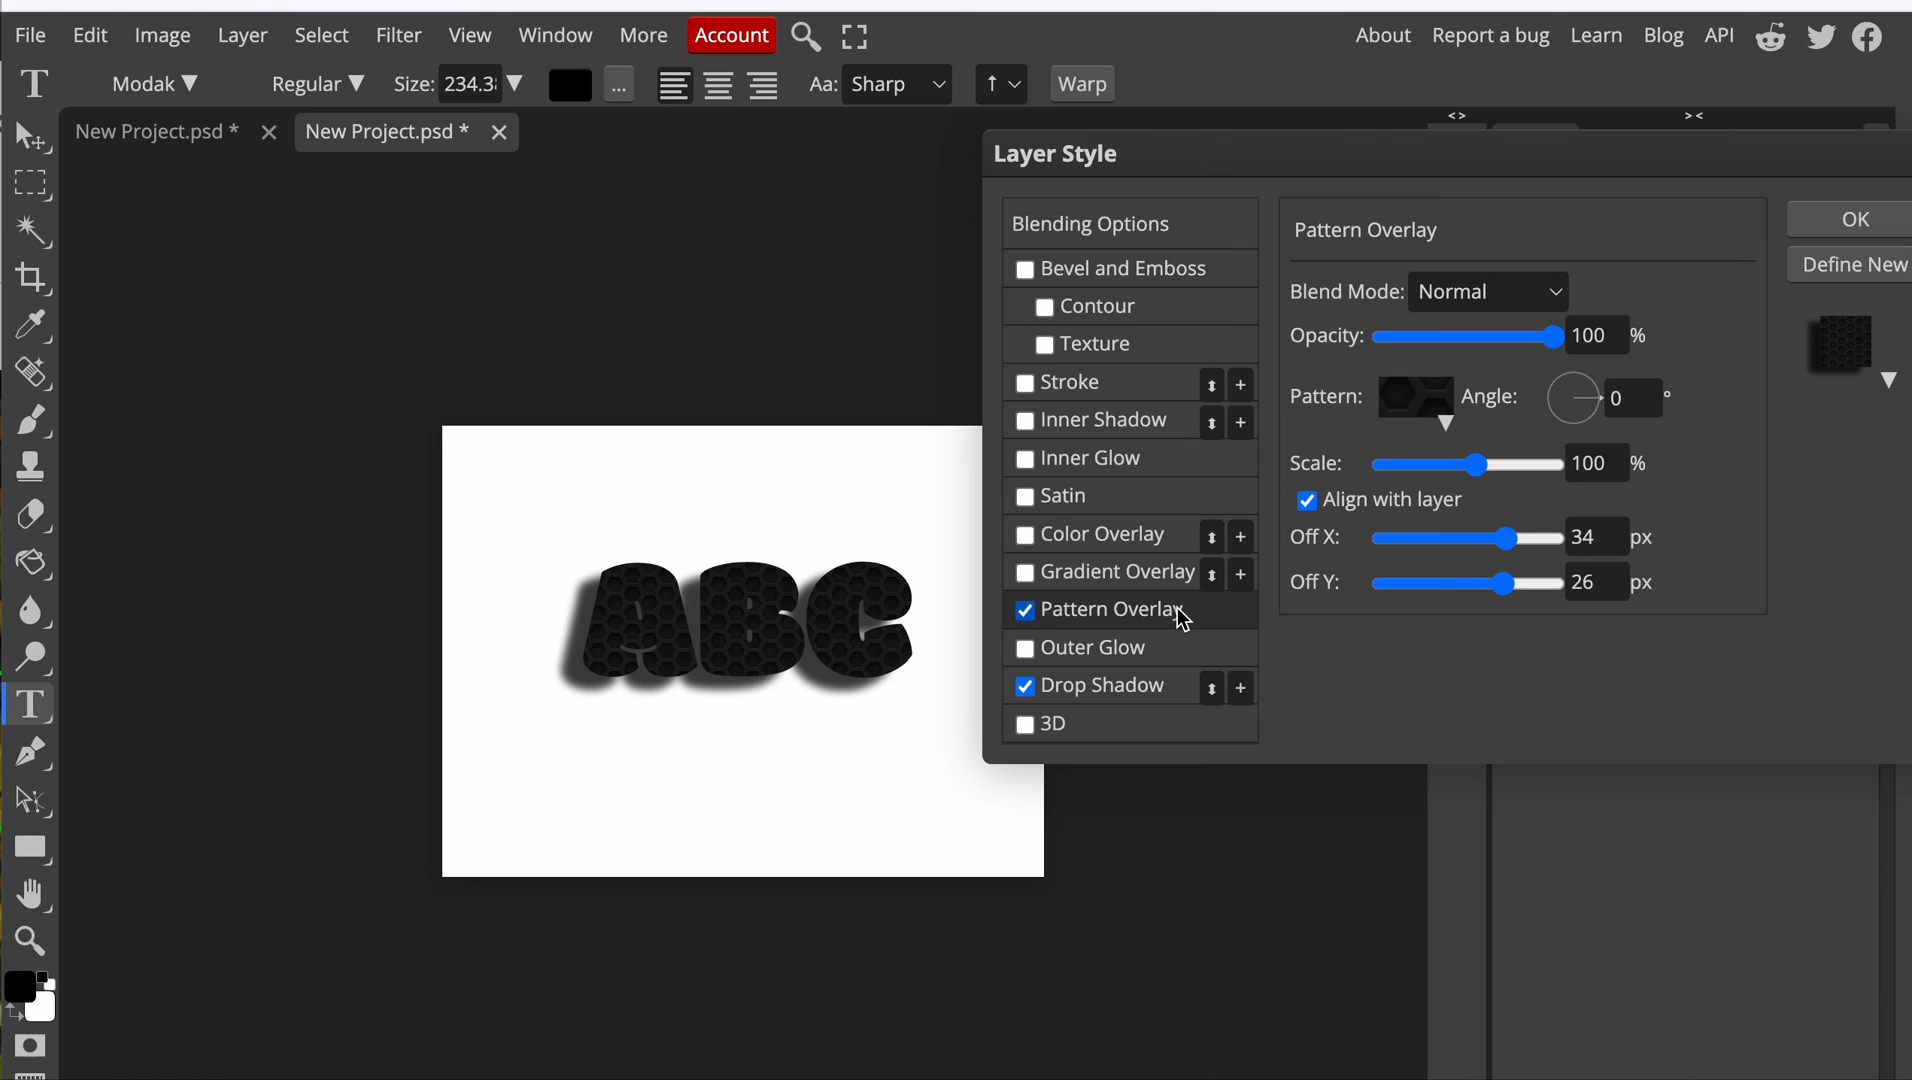 File Edit Image Layer Select Filter View Window More Account About Report a bug Learn Blog API
T Modak ▼ Regular ▼ Size: 234.3 ▼ ... Aa: Sharp Warp
New Project.psd * New Project.psd *
< > > <
Layer Style
Blending Options
Bevel and Emboss
Contour
Texture
Stroke +
Inner Shadow +
Inner Glow
Satin
Color Overlay +
Gradient Overlay +
Pattern Overlay
Outer Glow
Drop Shadow +
3D
Pattern Overlay
Blend Mode: Normal
Opacity: 100 %
Pattern: Angle: 0 °
Scale: 100 %
Align with layer
Off X: 34 px
Off Y: 26 px
OK
Define New
ABC
T